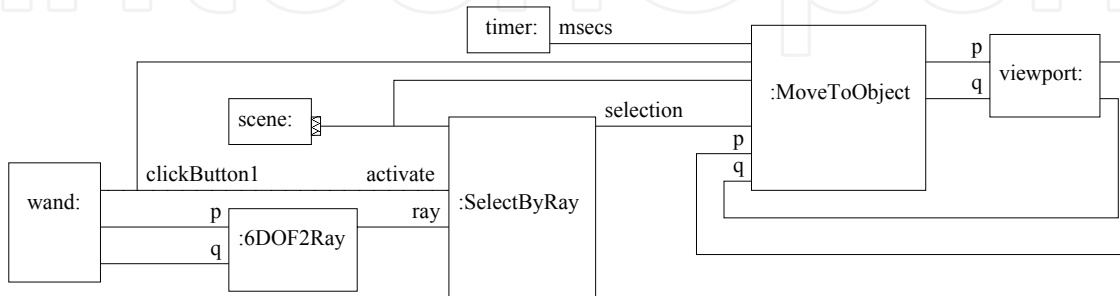 timer:
msecs
p
viewport:
q
:MoveToObject
scene:
selection
p
q
clickButton1
activate
wand:
p
:6DOF2Ray
ray
:SelectByRay
q